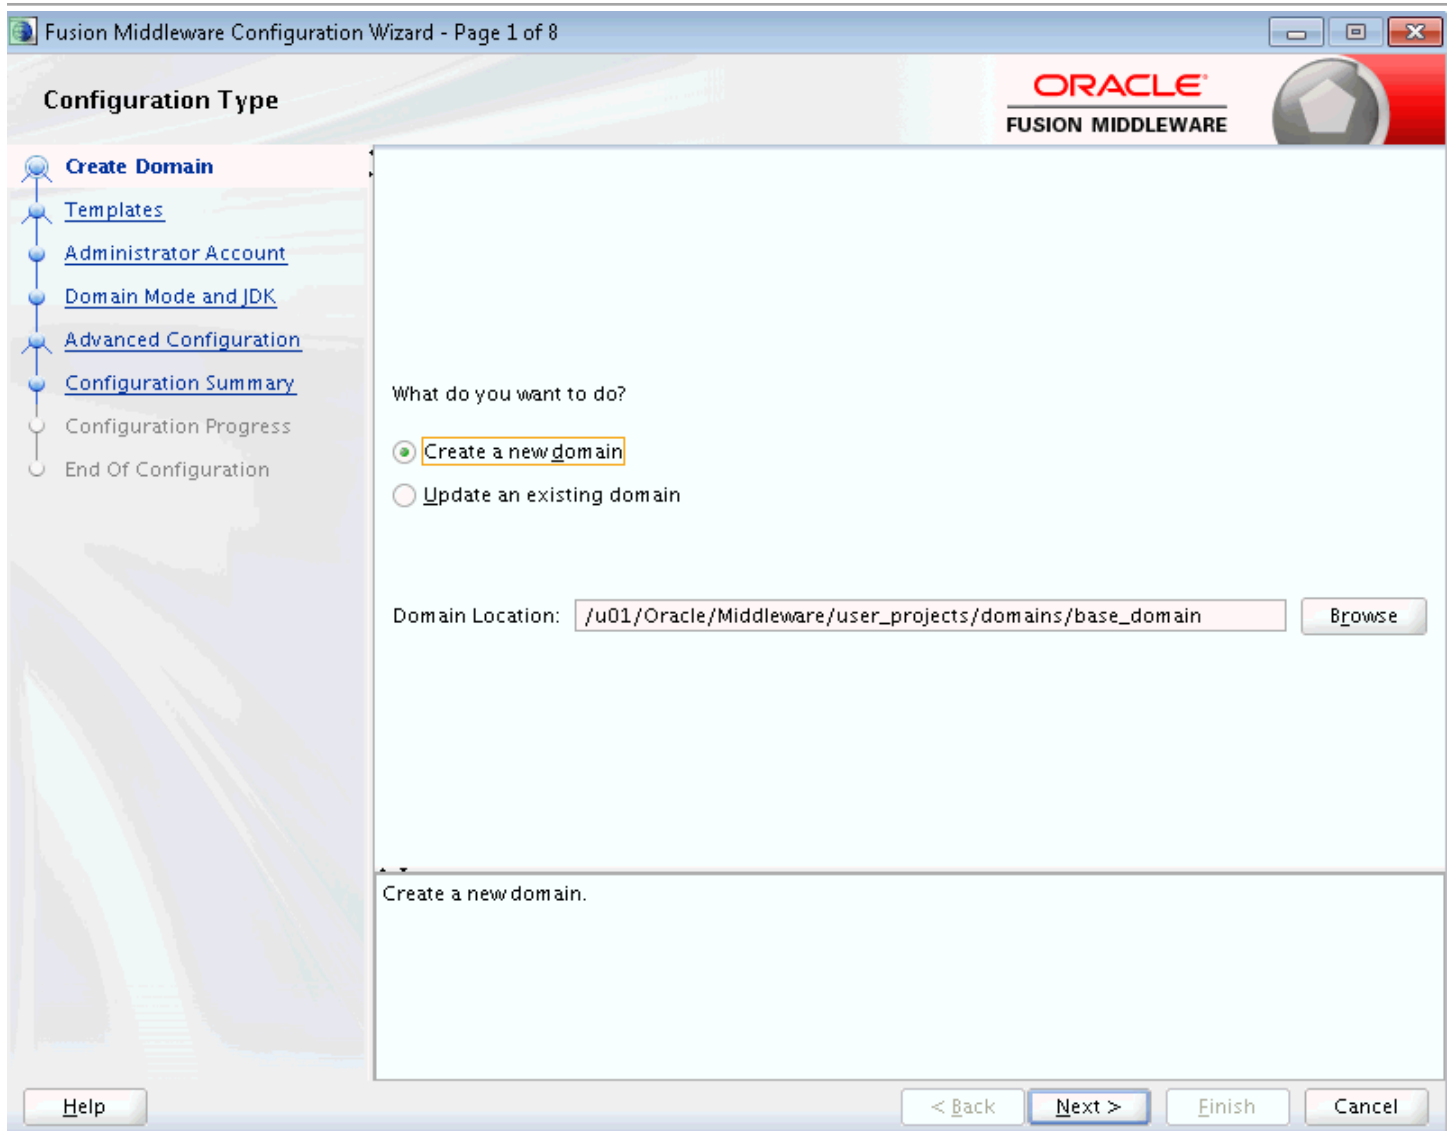 Fusion Middleware Configuration Wizard - Page 1 of 8
Configuration Type
ORACLE
FUSION MIDDLEWARE
Create Domain
Templates
Administrator Account
Domain Mode and JDK
Advanced Configuration
Configuration Summary
Configuration Progress
End Of Configuration
What do you want to do?
Create a new domain
Update an existing domain
Domain Location: /u01/Oracle/Middleware/user_projects/domains/base_domain Browse
Create a new domain.
Help < Back Next > Finish Cancel